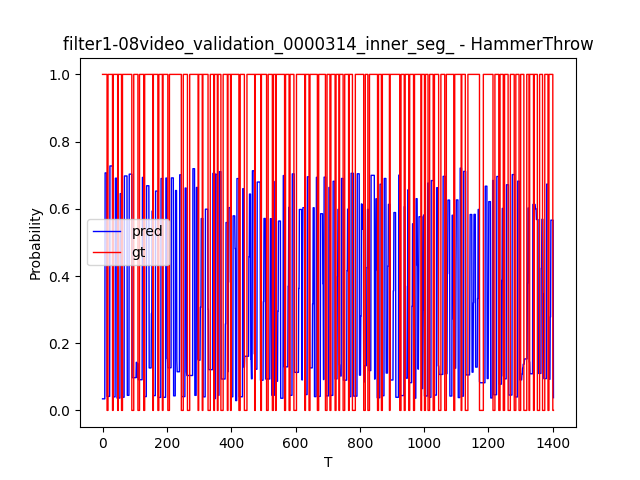 filter1-08video_validation_0000314_inner_seg_ - HammerThrow
1.0
0.8
0.6
0.4
0.2
0.0
Probability
pred
gt
0 200 400 600 800 1000 1200 1400
T